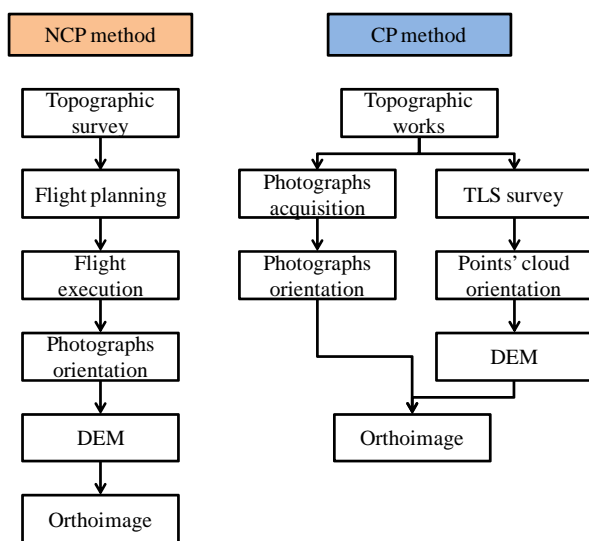 NCP method
CP method
Topographic
survey
Flight planning
Flight
execution
Photographs
orientation
DEM
Orthoimage
Topographic
works
Photographs
acquisition
Photographs
orientation
TLS survey
Points’ cloud
orientation
DEM
Orthoimage